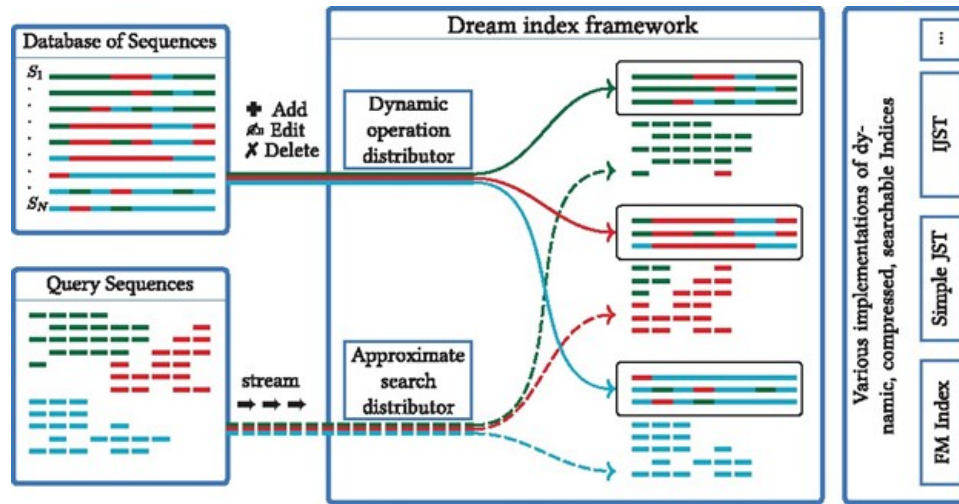 Database of Sequences
S1
SN
Add
Edit
Delete
Query Sequences
stream
Dream index framework
Dynamic
operation
distributor
Approximate
search
distributor
Various implementations of dy-
namic, compressed, searchable Indices
...
IJST
Simple JST
FM Index